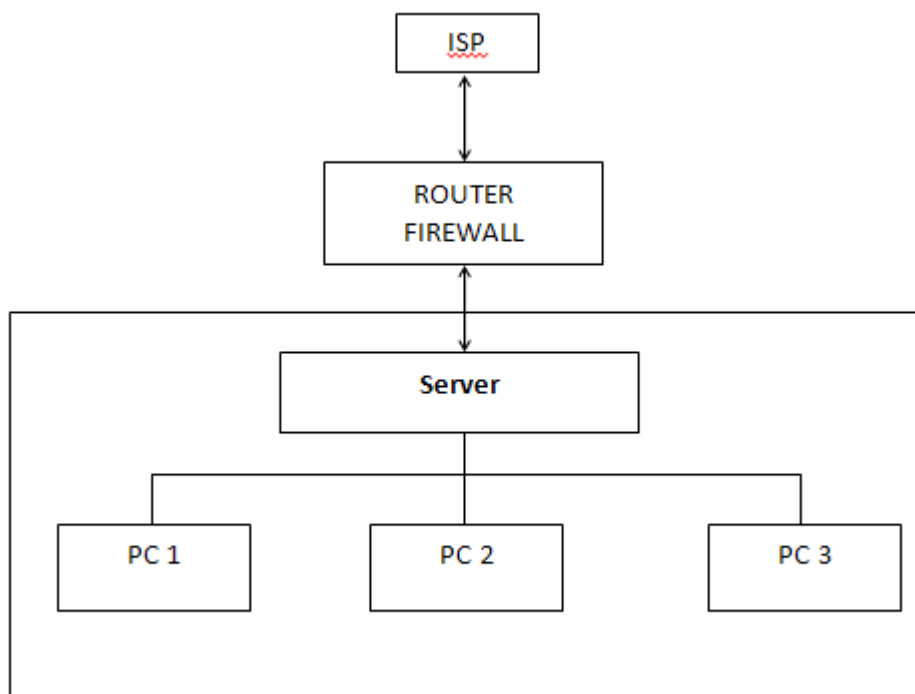 ISP
ROUTER
FIREWALL
Server
PC 1
PC 2
PC 3